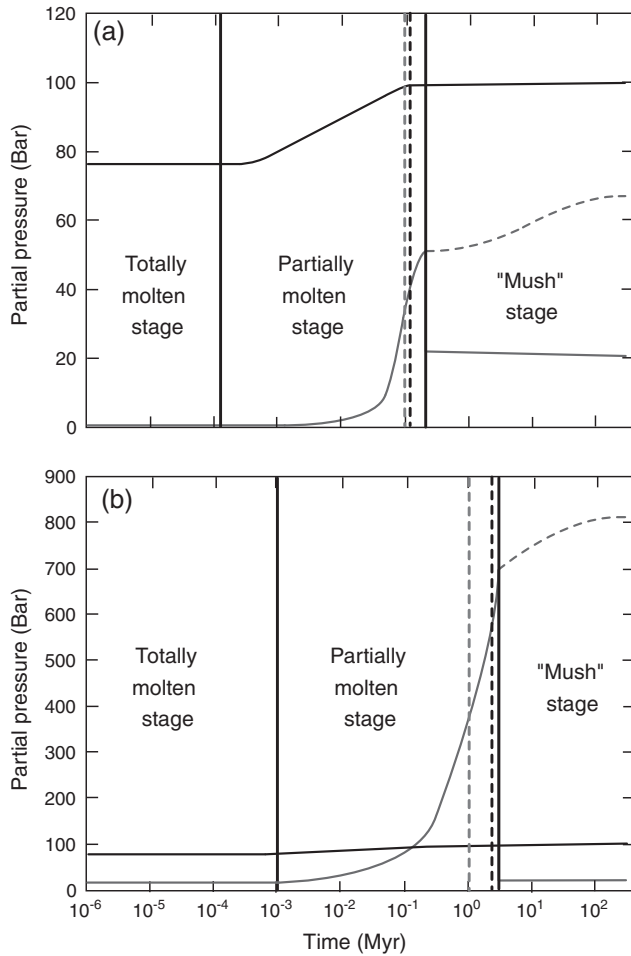 (a)
Partial pressure (Bar)
120
100
80
60
40
20
0
Totally
molten
stage
Partially
molten
stage
"Mush"
stage
(b)
Partial pressure (Bar)
900
800
700
600
500
400
300
200
100
0
Totally
molten
stage
Partially
molten
stage
"Mush"
stage
10⁻⁶ 10⁻⁵ 10⁻⁴ 10⁻³ 10⁻² 10⁻¹ 10⁰ 10¹ 10²
Time (Myr)